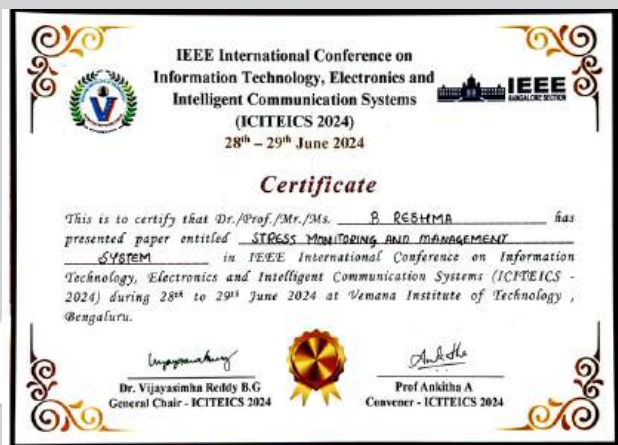 IEEE International Conference on
Information Technology, Electronics and
Intelligent Communication Systems
(ICITEICS 2024)
28th – 29th June 2024
IEEE
BANGALORE SECTION
Certificate
This is to certify that Dr./Prof./Mr./Ms. B RESHMA has
presented paper entitled STRESS MONITORING AND MANAGEMENT
SYSTEM in IEEE International Conference on Information
Technology, Electronics and Intelligent Communication Systems (ICITEICS -
2024) during 28th to 29th June 2024 at Vemana Institute of Technology ,
Bengaluru.
Dr. Vijayasimha Reddy B.G
General Chair - ICITEICS 2024
Ankitha
Prof Ankitha A
Convener - ICITEICS 2024